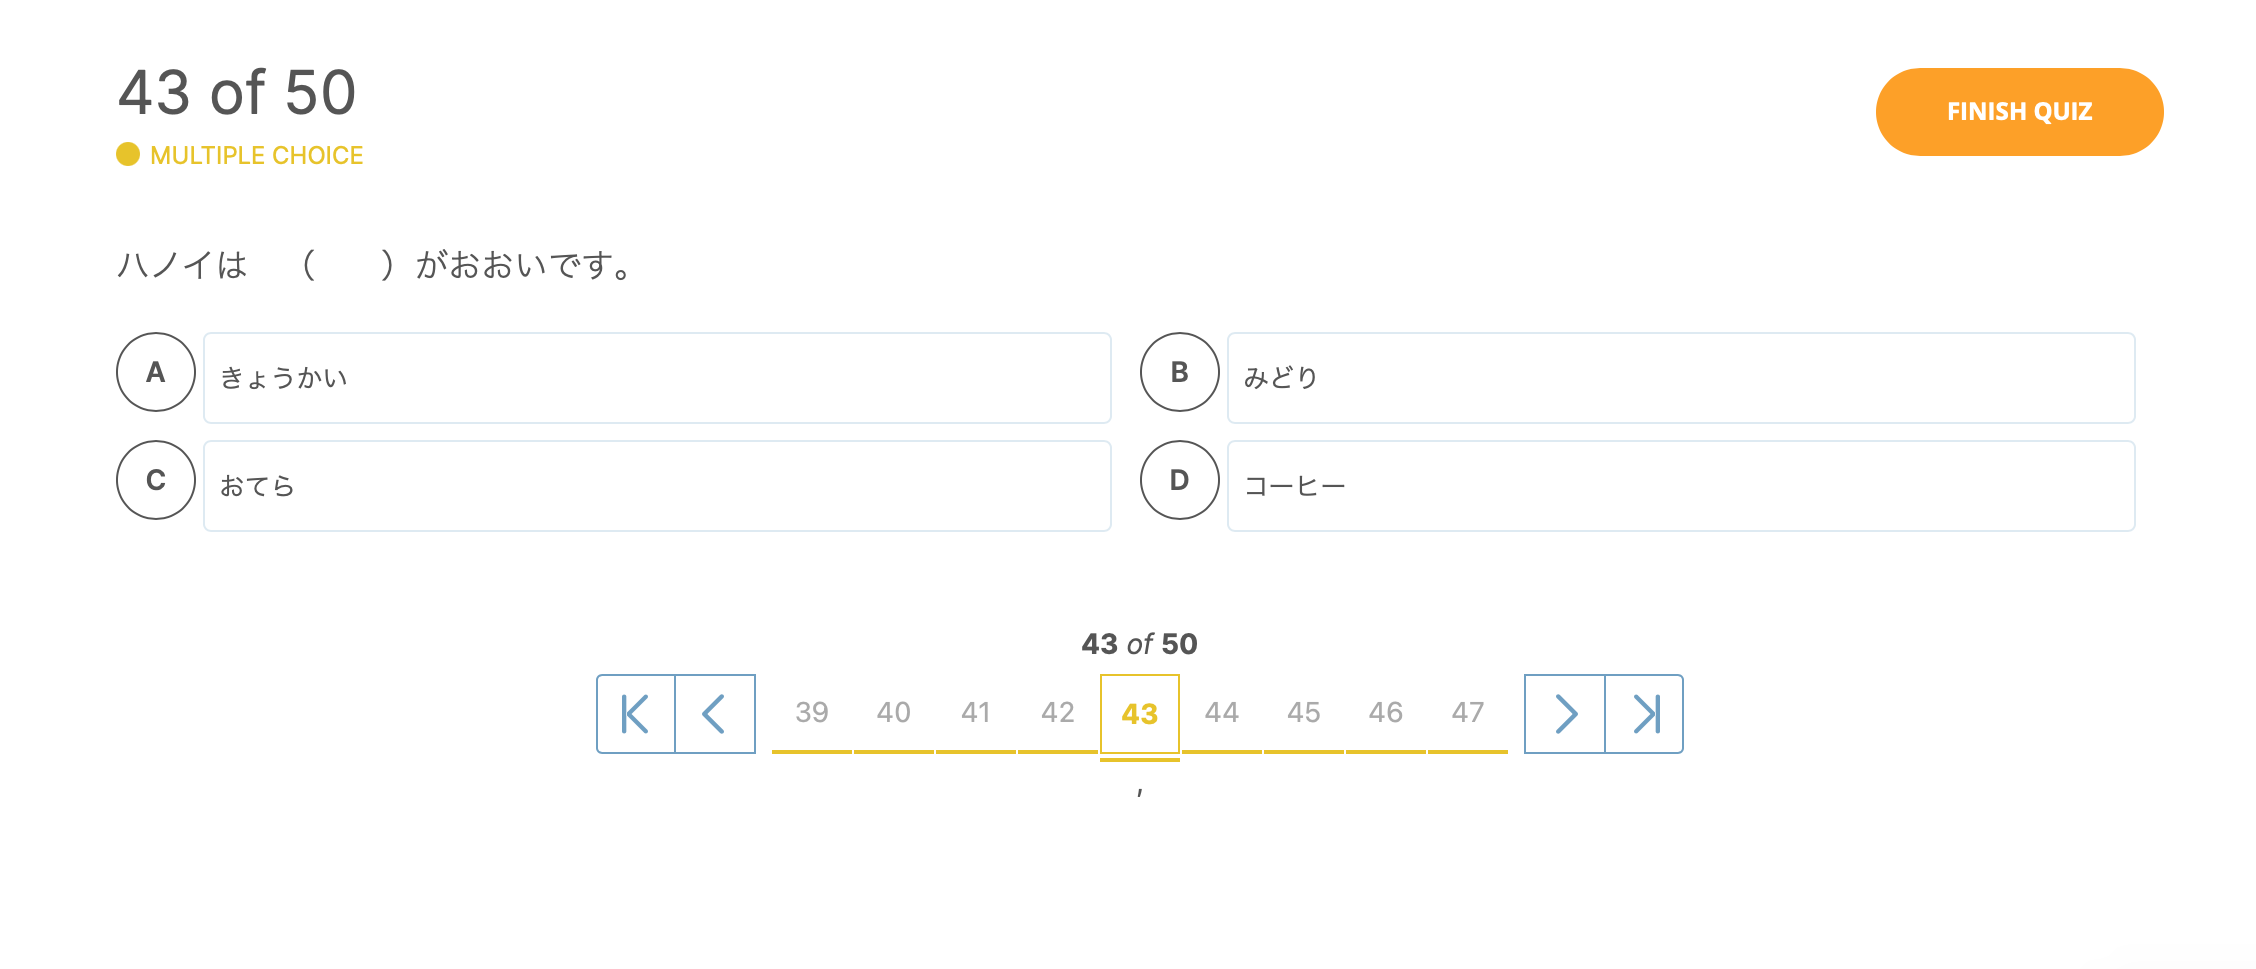 43 of 50
FINISH QUIZ
MULTIPLE CHOICE
ハノイは　（　　）がおおいです。
A きょうかい
B みどり
C おてら
D コーヒー
43 of 50
39 40 41 42 43 44 45 46 47
,